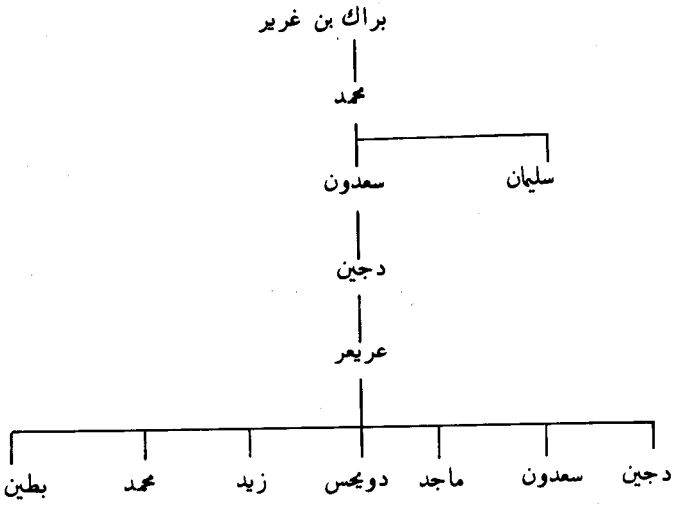 براك بن غرير
محمد
سليمان سعدون
دجين
عريعر
دجين سعدون ماجد دويحس زيد محمد بطين